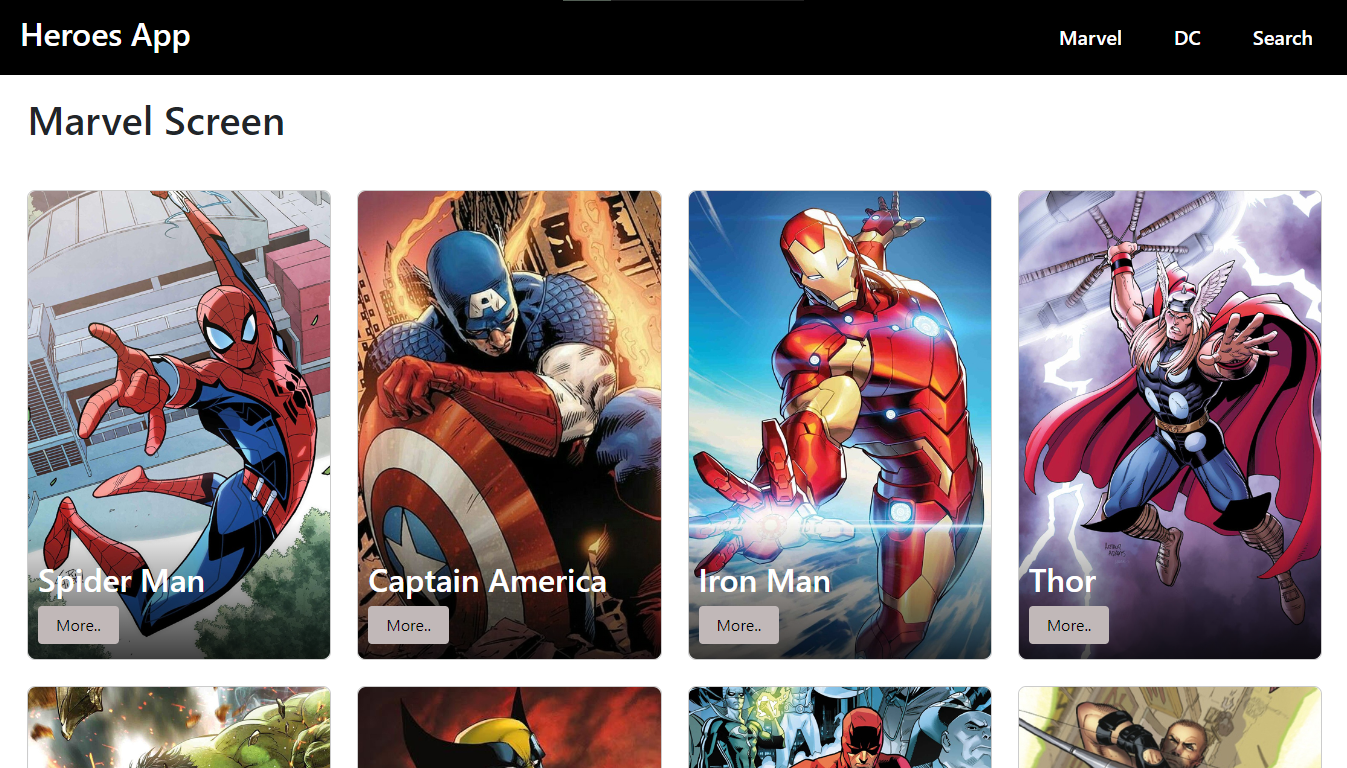 Heroes App
Marvel DC Search
Marvel Screen
Spider Man
More..
Captain America
More..
Iron Man
More..
Thor
More..